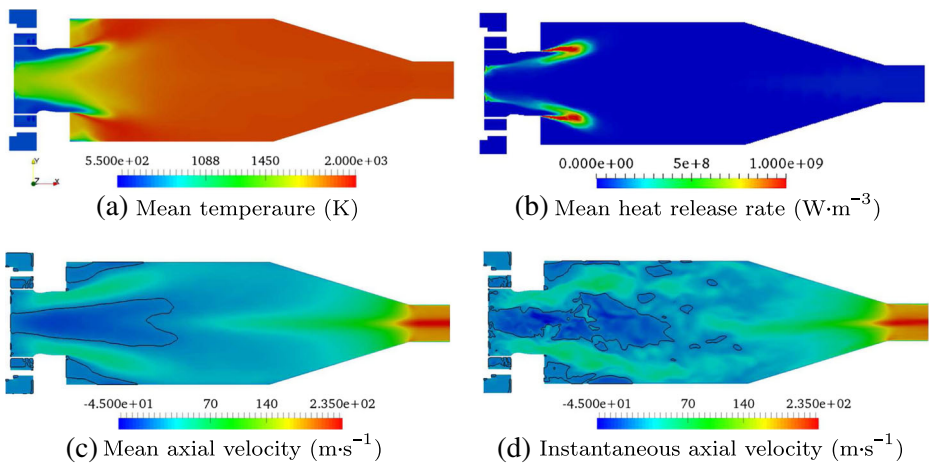 5.500e+02 1088 1450 2.000e+03
Y
Z X
(a) Mean temperaure (K)
0.000e+00 5e+8 1.000e+09
(b) Mean heat release rate (W·m⁻³)
-4.500e+01 70 140 2.350e+02
(c) Mean axial velocity (m·s⁻¹)
-4.500e+01 70 140 2.350e+02
(d) Instantaneous axial velocity (m·s⁻¹)